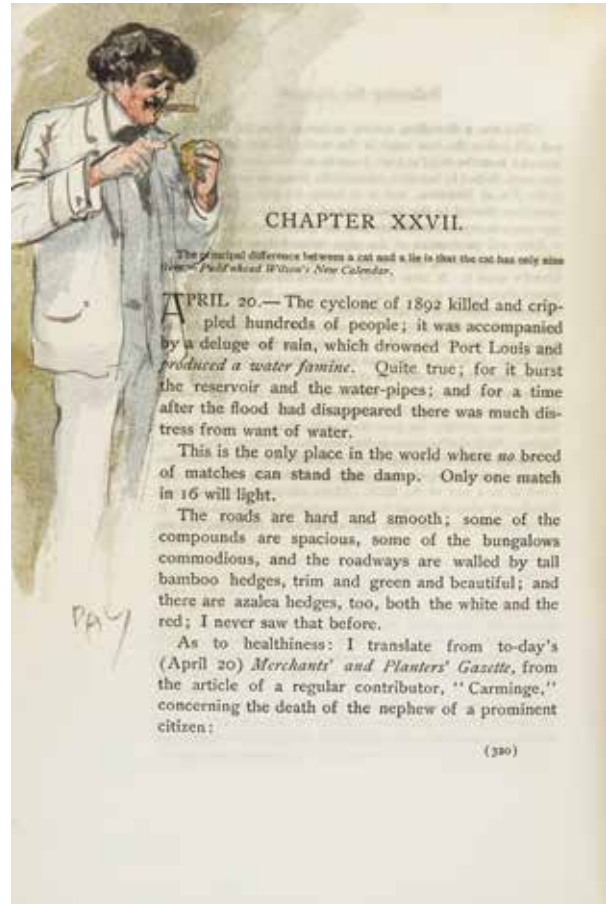 CHAPTER XXVII.
The principal difference between a cat and a lie is that the cat has only nine
lives.—Pudd'nhead Wilson's New Calendar.
APRIL 20.—The cyclone of 1892 killed and crip-
pled hundreds of people; it was accompanied
by a deluge of rain, which drowned Port Louis and
produced a water famine. Quite true; for it burst
the reservoir and the water-pipes; and for a time
after the flood had disappeared there was much dis-
tress from want of water.
This is the only place in the world where no breed
of matches can stand the damp. Only one match
in 16 will light.
The roads are hard and smooth; some of the
compounds are spacious, some of the bungalows
commodious, and the roadways are walled by tall
bamboo hedges, trim and green and beautiful; and
there are azalea hedges, too, both the white and the
red; I never saw that before.
As to healthiness: I translate from to-day's
(April 20) Merchants' and Planters' Gazette, from
the article of a regular contributor, "Carminge,"
concerning the death of the nephew of a prominent
citizen:
(320)
PAY